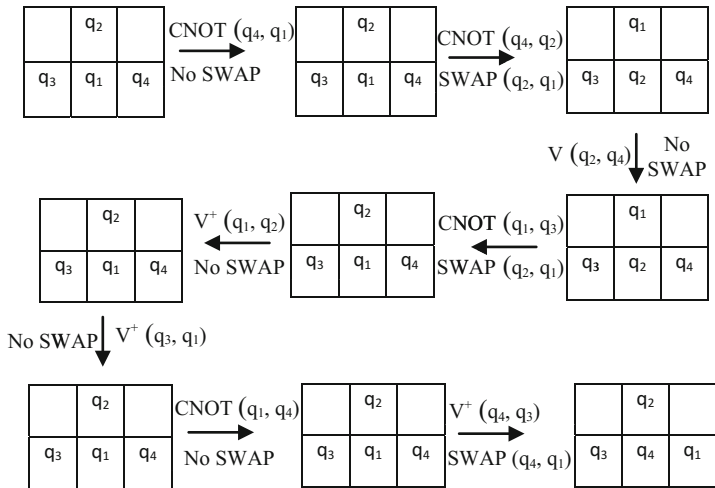 q₂
q₃ q₁ q₄
CNOT (q₄, q₁)
No SWAP
q₂
q₃ q₁ q₄
CNOT (q₄, q₂)
SWAP (q₂, q₁)
q₁
q₃ q₂ q₄
V (q₂, q₄)
No
SWAP
q₁
q₃ q₂ q₄
CNOT (q₁, q₃)
SWAP (q₂, q₁)
q₂
q₃ q₁ q₄
V⁺ (q₁, q₂)
No SWAP
q₂
q₃ q₁ q₄
No SWAP
V⁺ (q₃, q₁)
q₂
q₃ q₁ q₄
CNOT (q₁, q₄)
No SWAP
q₂
q₃ q₁ q₄
V⁺ (q₄, q₃)
SWAP (q₄, q₁)
q₂
q₃ q₄ q₁